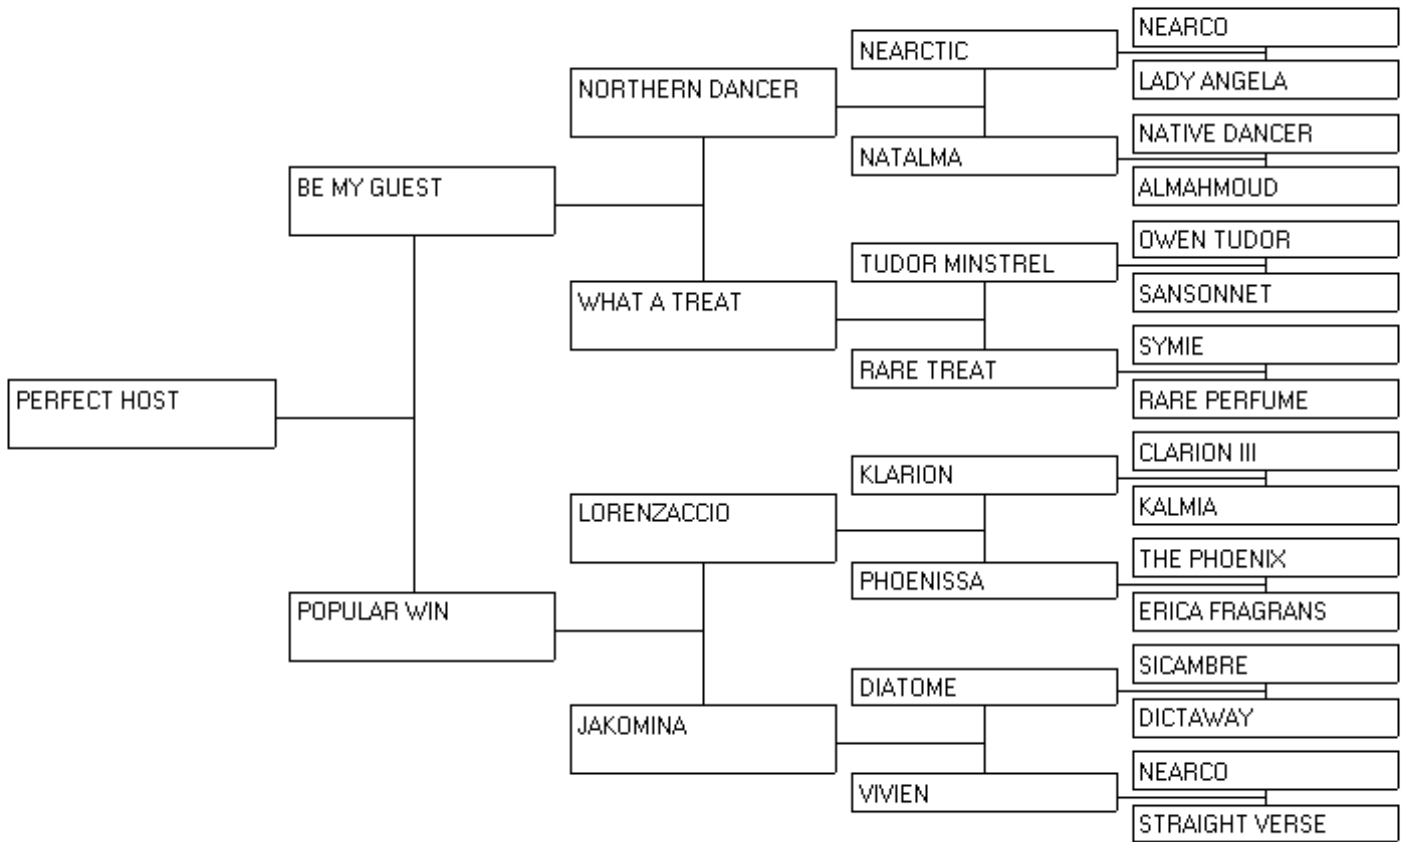 NEARCO
NEARCTIC
LADY ANGELA
NORTHERN DANCER
NATIVE DANCER
NATALMA
ALMAHMOUD
BE MY GUEST
OWEN TUDOR
TUDOR MINSTREL
SANSONNET
WHAT A TREAT
SYMIE
RARE TREAT
RARE PERFUME
PERFECT HOST
CLARION III
KLARION
KALMIA
LORENZACCIO
THE PHOENIX
PHOENISSA
ERICA FRAGRANS
POPULAR WIN
SICAMBRE
DIATOME
DICTAWAY
JAKOMINA
NEARCO
VIVIEN
STRAIGHT VERSE